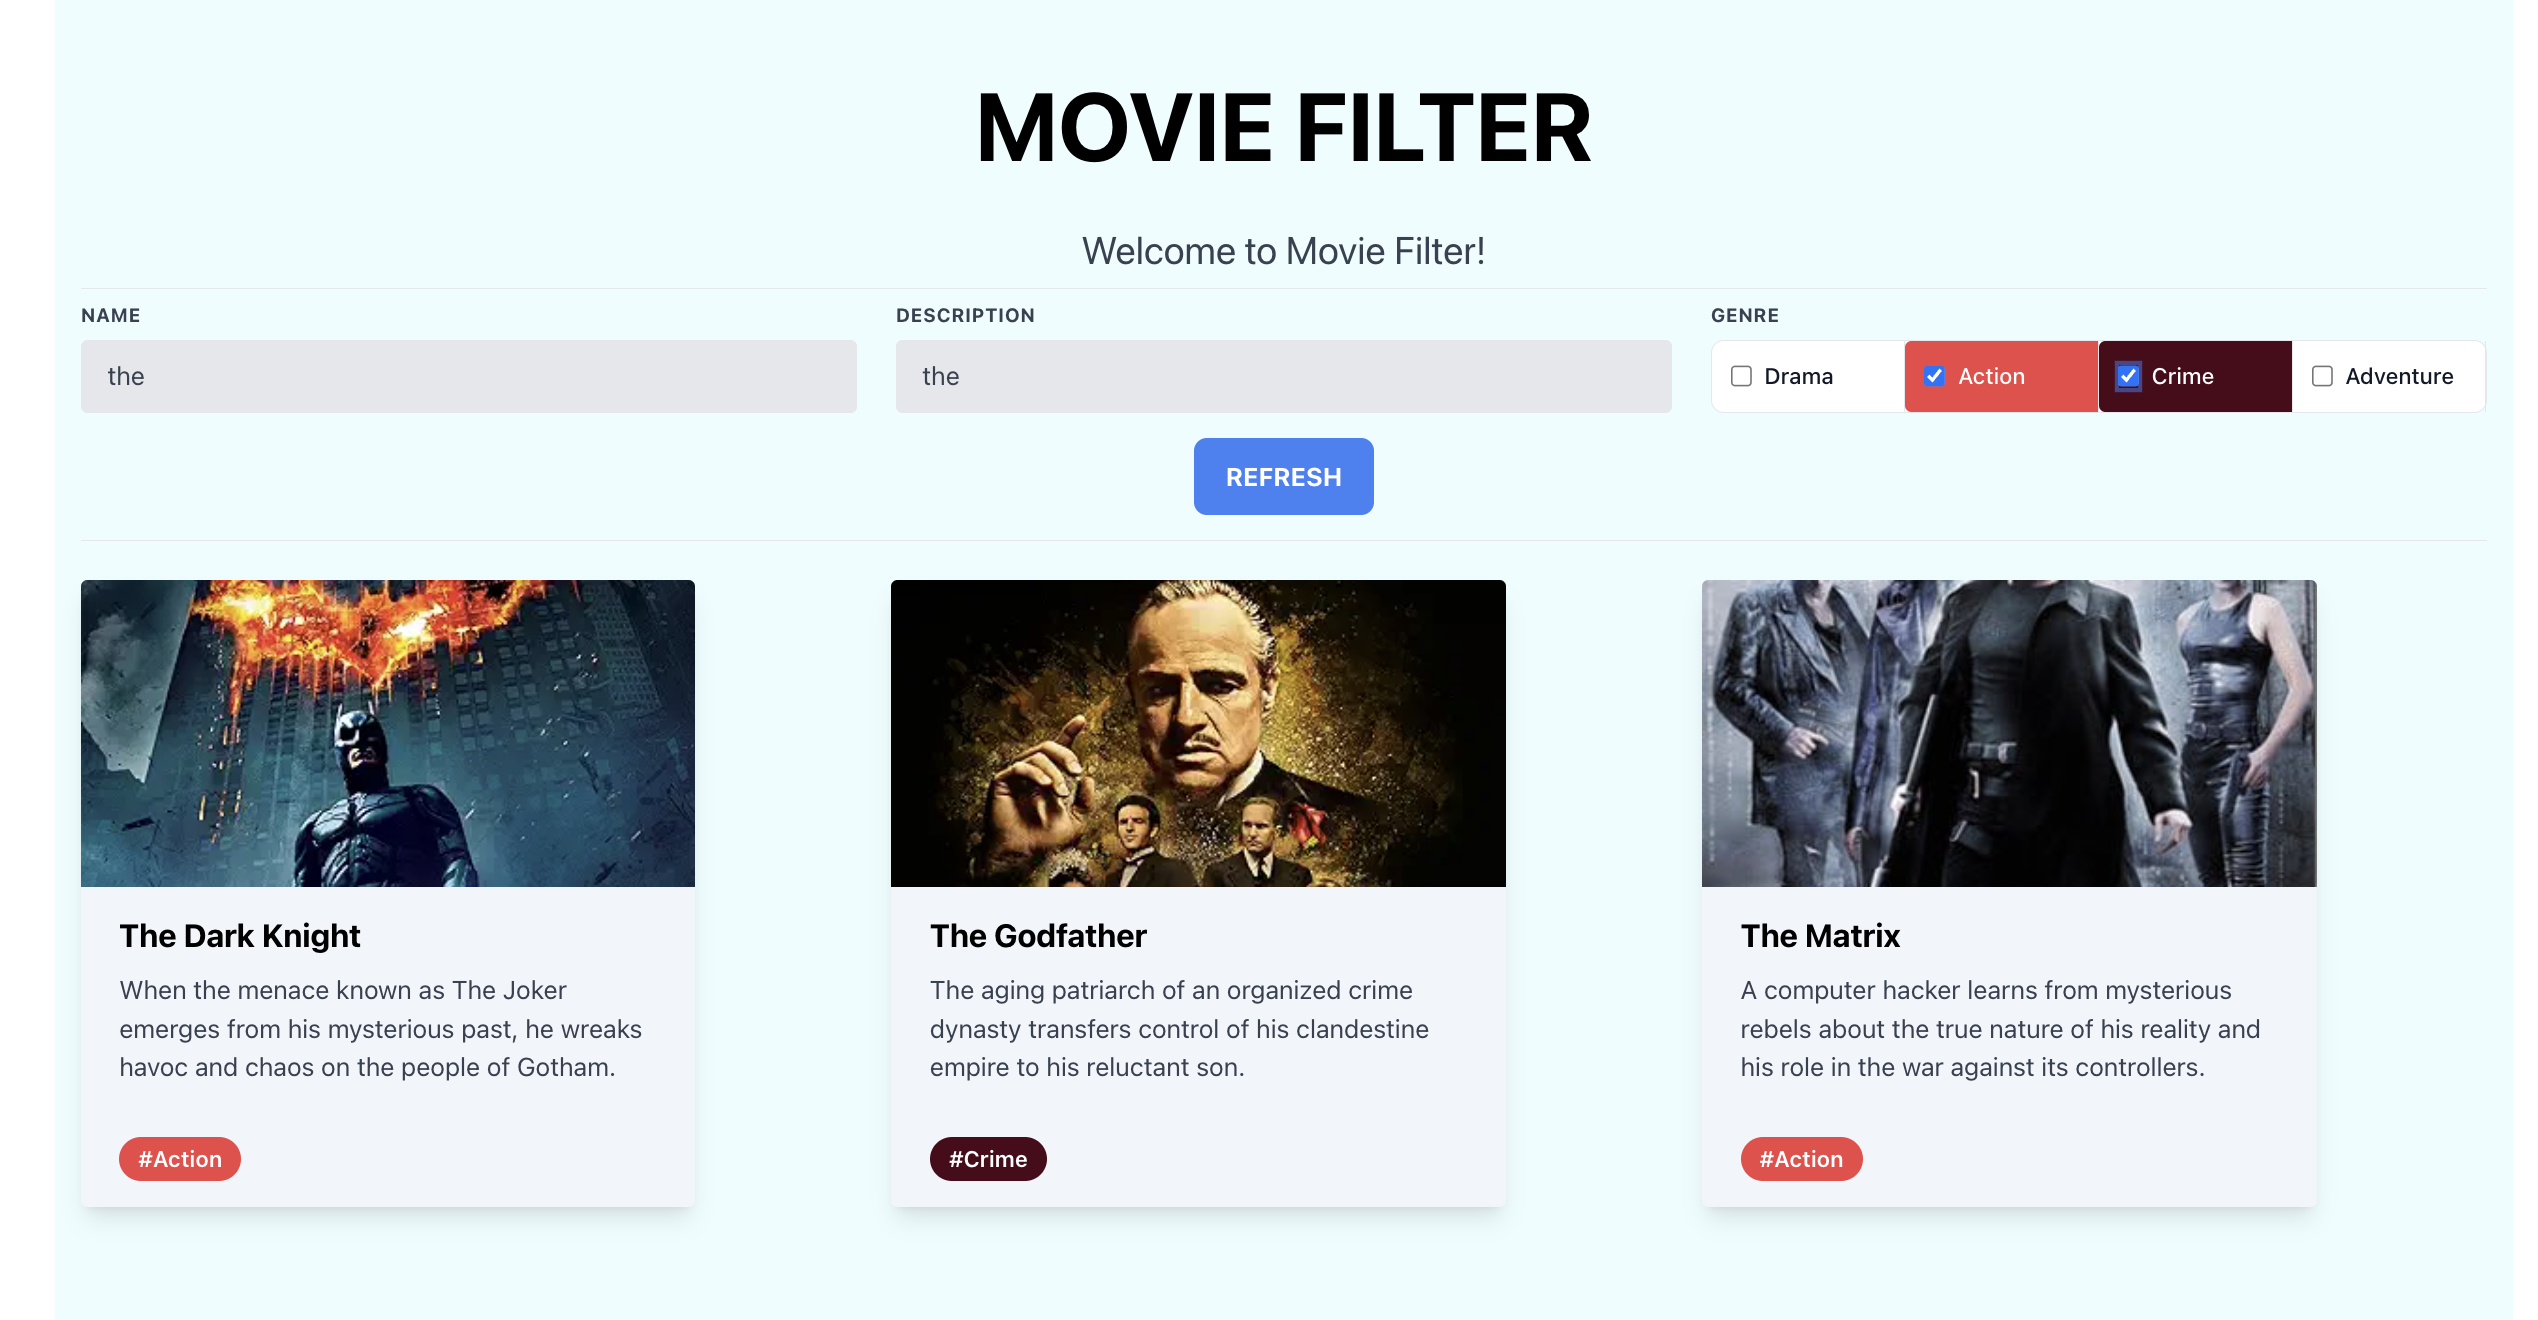 MOVIE FILTER
Welcome to Movie Filter!
NAME
DESCRIPTION
GENRE
the
the
Drama
Action
Crime
Adventure
REFRESH
The Dark Knight
When the menace known as The Joker
emerges from his mysterious past, he wreaks
havoc and chaos on the people of Gotham.
#Action
The Godfather
The aging patriarch of an organized crime
dynasty transfers control of his clandestine
empire to his reluctant son.
#Crime
The Matrix
A computer hacker learns from mysterious
rebels about the true nature of his reality and
his role in the war against its controllers.
#Action